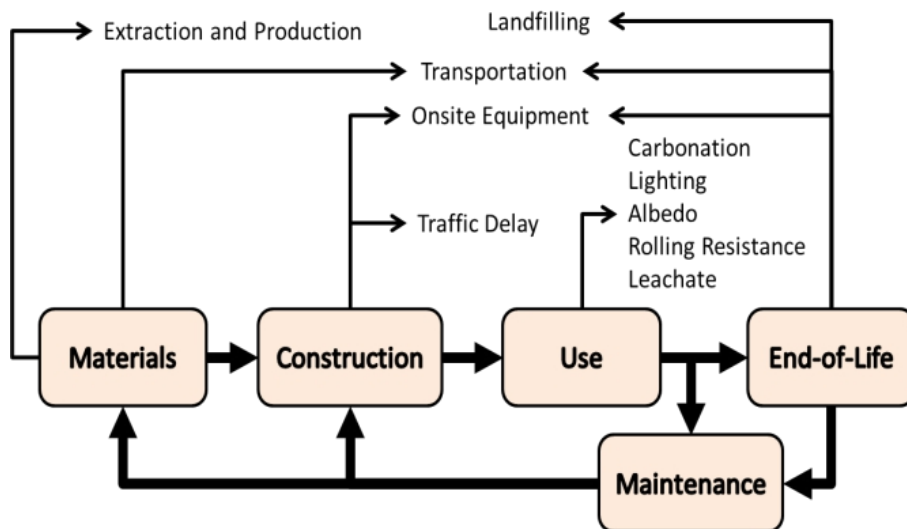 Extraction and Production
Landfilling
Transportation
Onsite Equipment
Carbonation
Lighting
Albedo
Rolling Resistance
Leachate
Traffic Delay
Materials
Construction
Use
End-of-Life
Maintenance